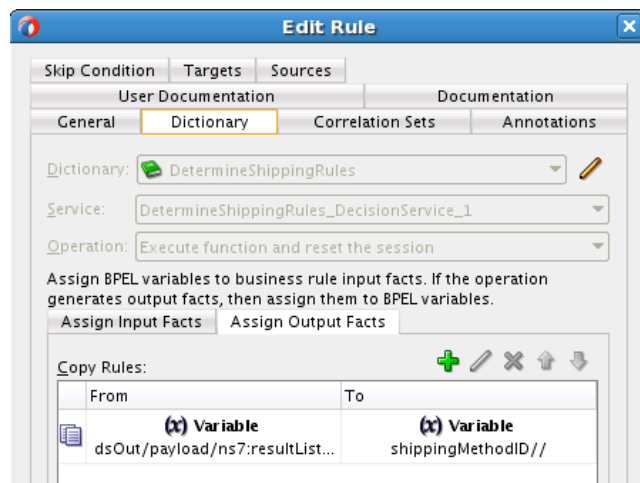 Edit Rule
Skip Condition Targets Sources
User Documentation Documentation
General Dictionary Correlation Sets Annotations
Dictionary: DetermineShippingRules
Service: DetermineShippingRules_DecisionService_1
Operation: Execute function and reset the session
Assign BPEL variables to business rule input facts. If the operation
generates output facts, then assign them to BPEL variables.
Assign Input Facts Assign Output Facts
Copy Rules:
From To
(x) Variable (x) Variable
dsOut/payload/ns7:resultList... shippingMethodID//